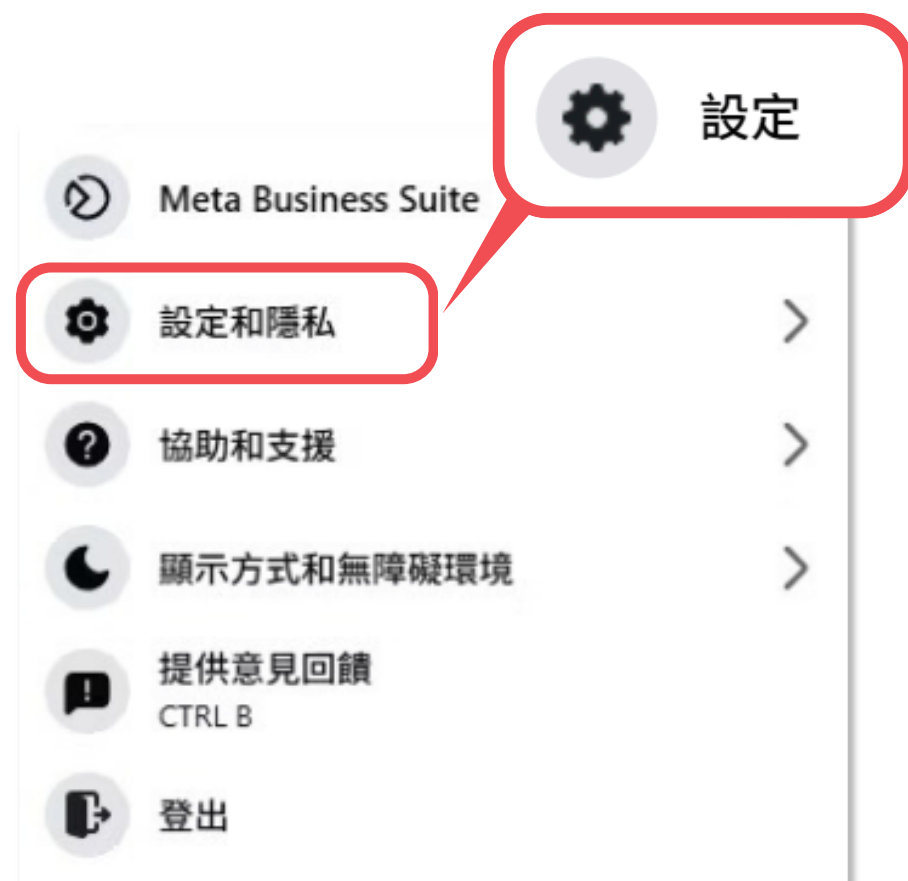 設定
Meta Business Suite
設定和隱私
協助和支援
顯示方式和無障礙環境
提供意見回饋
CTRL B
登出